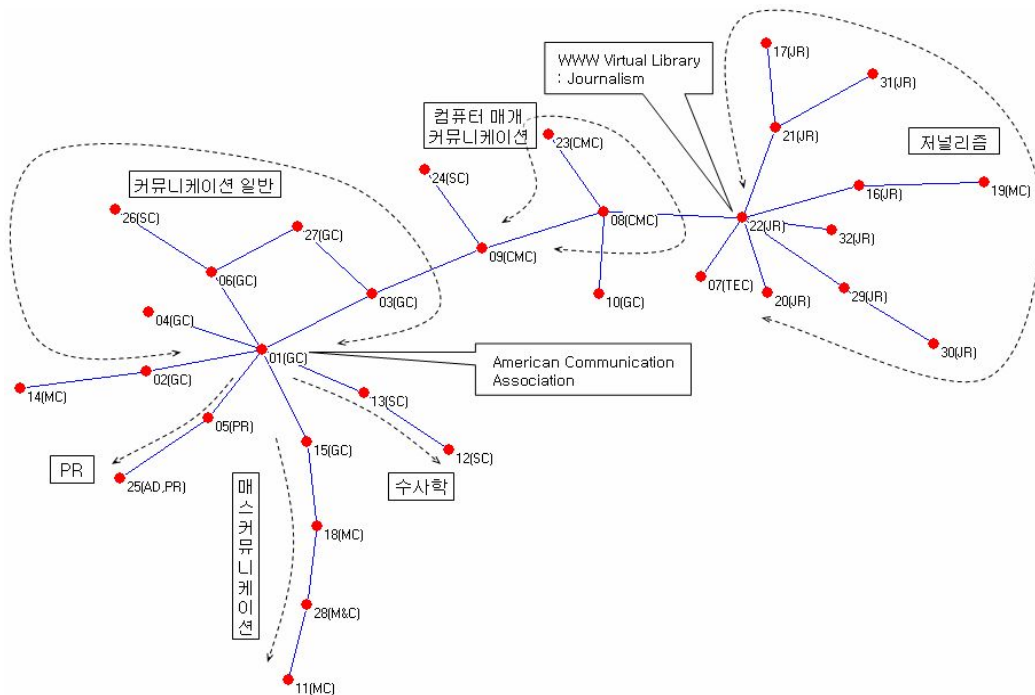 17(JR)
WWW Virtual Library
: Journalism
31(JR)
컴퓨터 매개
커뮤니케이션
21(JR)
23(CMC)
저널리즘
24(SC)
커뮤니케이션 일반
16(JR)
19(MC)
26(SC)
27(GC)
08(CMC)
22(JR)
32(JR)
09(CMC)
06(GC)
07(TEC)
20(JR)
29(JR)
10(GC)
03(GC)
04(GC)
30(JR)
01(GC)
American Communication
Association
02(GC)
14(MC)
13(SC)
05(PR)
15(GC)
12(SC)
PR
25(AD,PR)
수사학
매스커뮤니케이션
18(MC)
28(M&C)
11(MC)